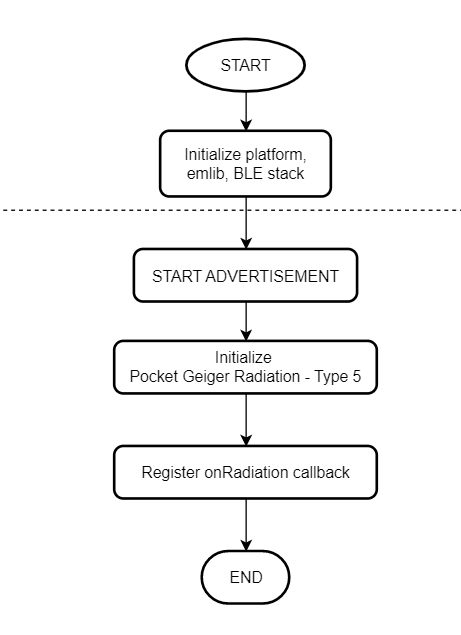 START
Initialize platform,
emlib, BLE stack
START ADVERTISEMENT
Initialize
Pocket Geiger Radiation - Type 5
Register onRadiation callback
END